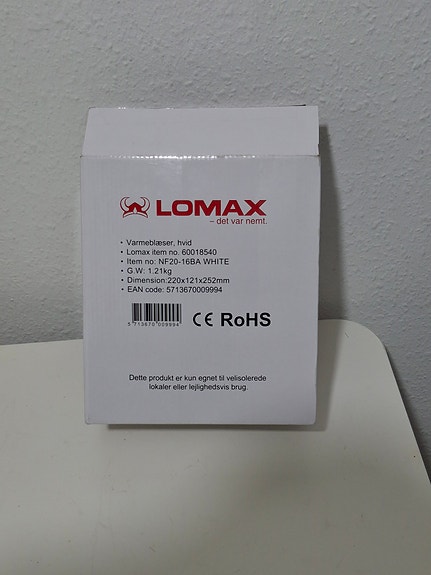 LOMAX
– det var nemt.
• Varmeblæser, hvid
• Lomax item no. 60018540
• Item no: NF20-16BA WHITE
• G.W: 1.21kg
• Dimension:220x121x252mm
• EAN code: 5713670009994
5 713670 009994
CE RoHS
Dette produkt er kun egnet til velisolerede
lokaler eller lejlighedsvis brug.